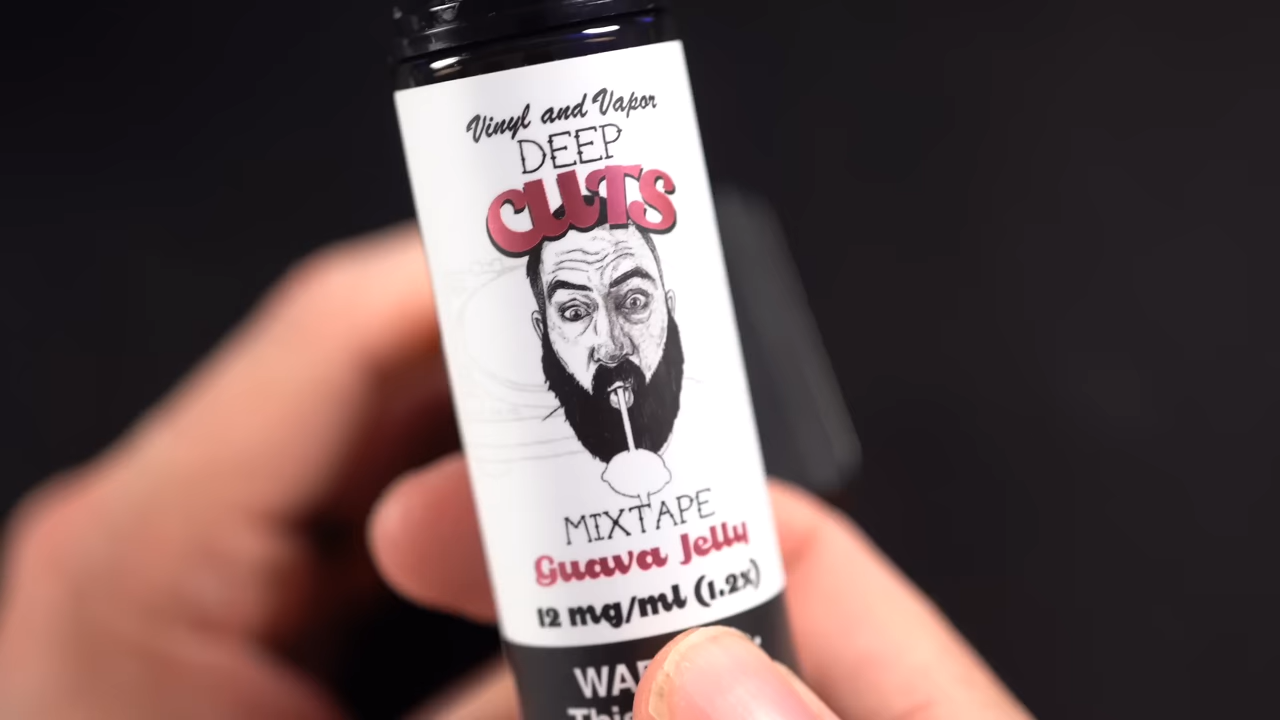 Vinyl and Vapor
DEEP
CUTS
MIXTAPE
Guava Jelly
12 mg/ml (1.2%)